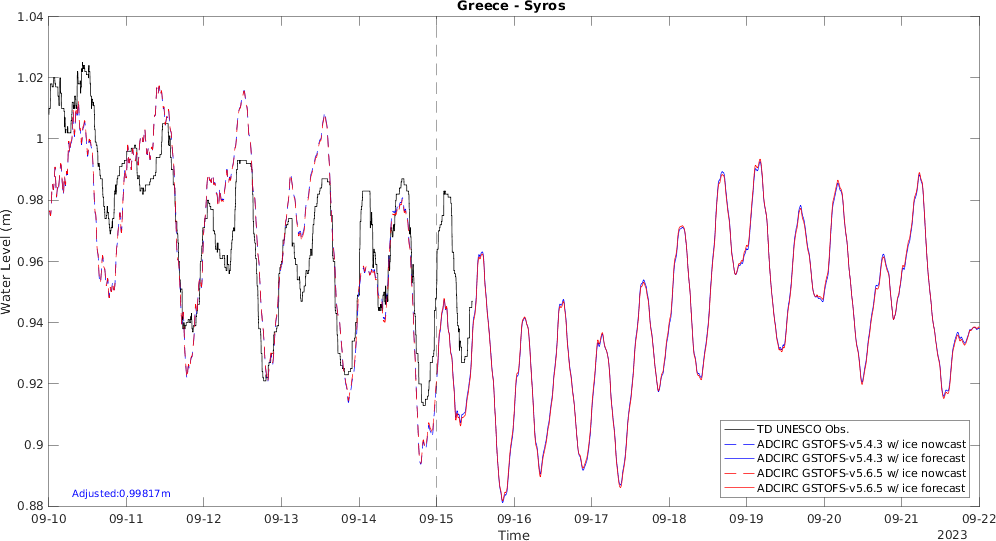 Greece - Syros
Water Level (m)
1.04
1.02
1
0.98
0.96
0.94
0.92
0.9
0.88
Adjusted:0.99817m
TD UNESCO Obs.
ADCIRC GSTOFS-v5.4.3 w/ ice nowcast
ADCIRC GSTOFS-v5.4.3 w/ ice forecast
ADCIRC GSTOFS-v5.6.5 w/ ice nowcast
ADCIRC GSTOFS-v5.6.5 w/ ice forecast
09-10 09-11 09-12 09-13 09-14 09-15 09-16 09-17 09-18 09-19 09-20 09-21 09-22
Time
2023